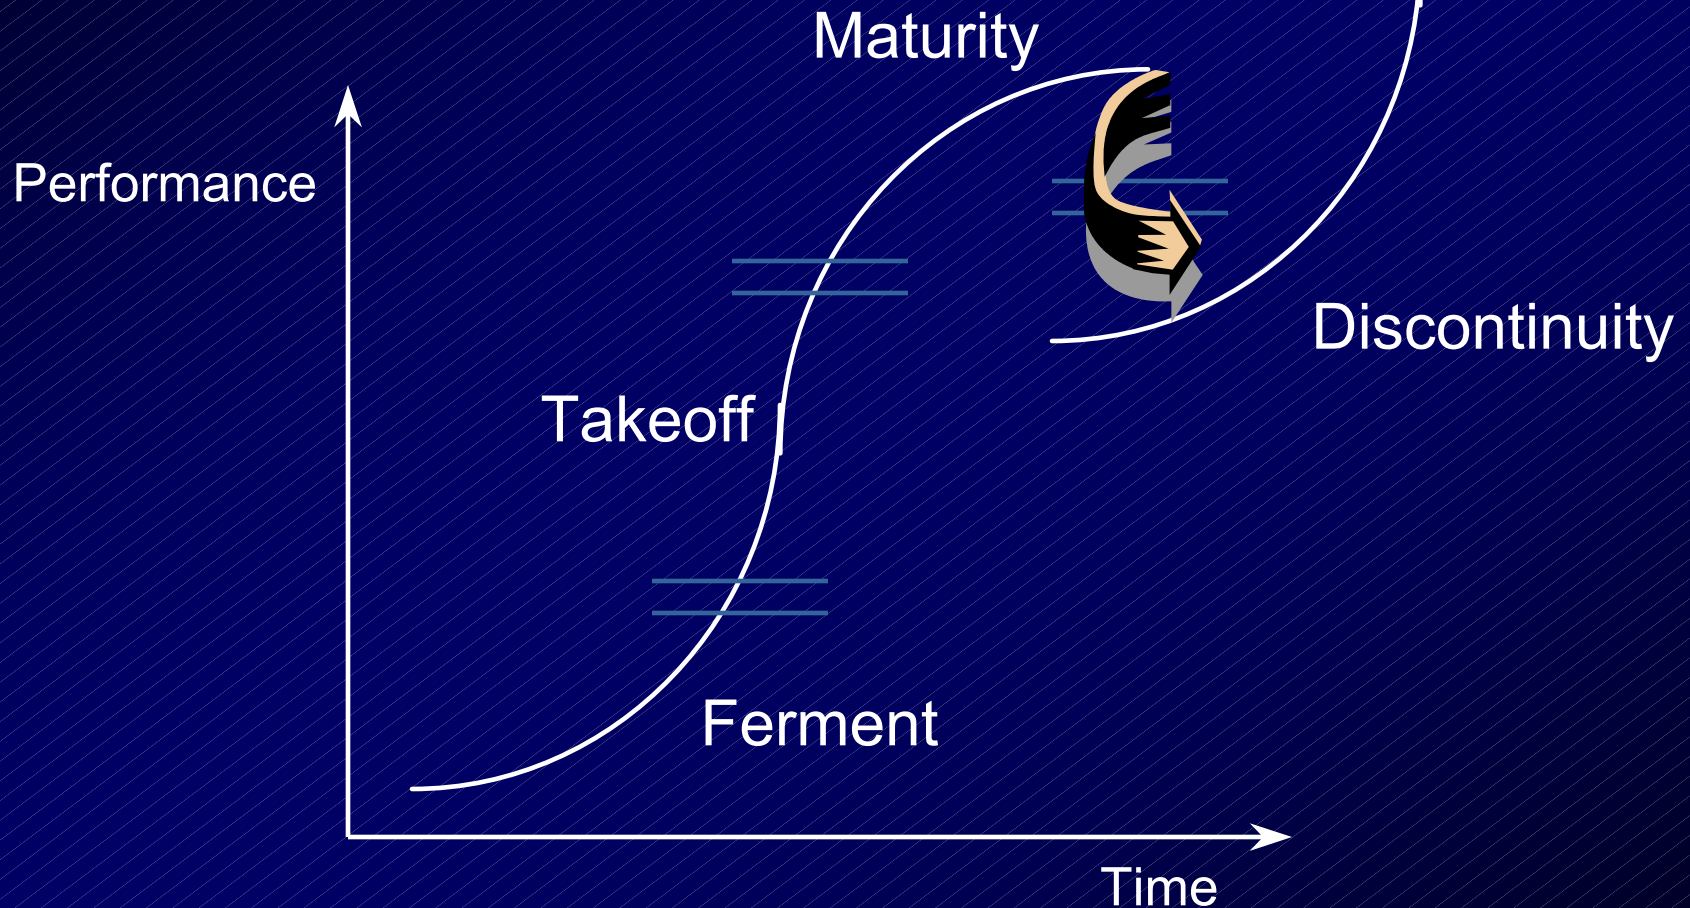 Maturity
Performance
Discontinuity
Takeoff
Ferment
Time